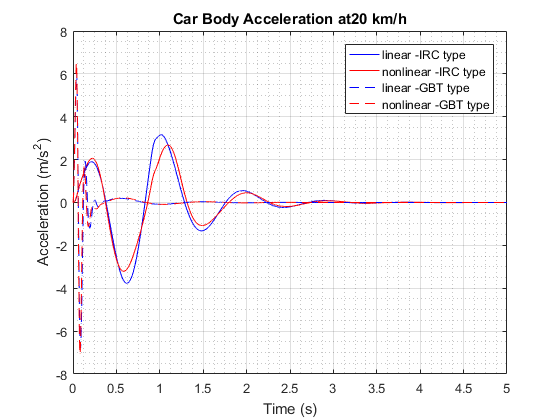 Car Body Acceleration at20 km/h
8
6
4
2
0
-2
-4
-6
-8
Acceleration (m/s²)
linear -IRC type
nonlinear -IRC type
linear -GBT type
nonlinear -GBT type
0 0.5 1 1.5 2 2.5 3 3.5 4 4.5 5
Time (s)